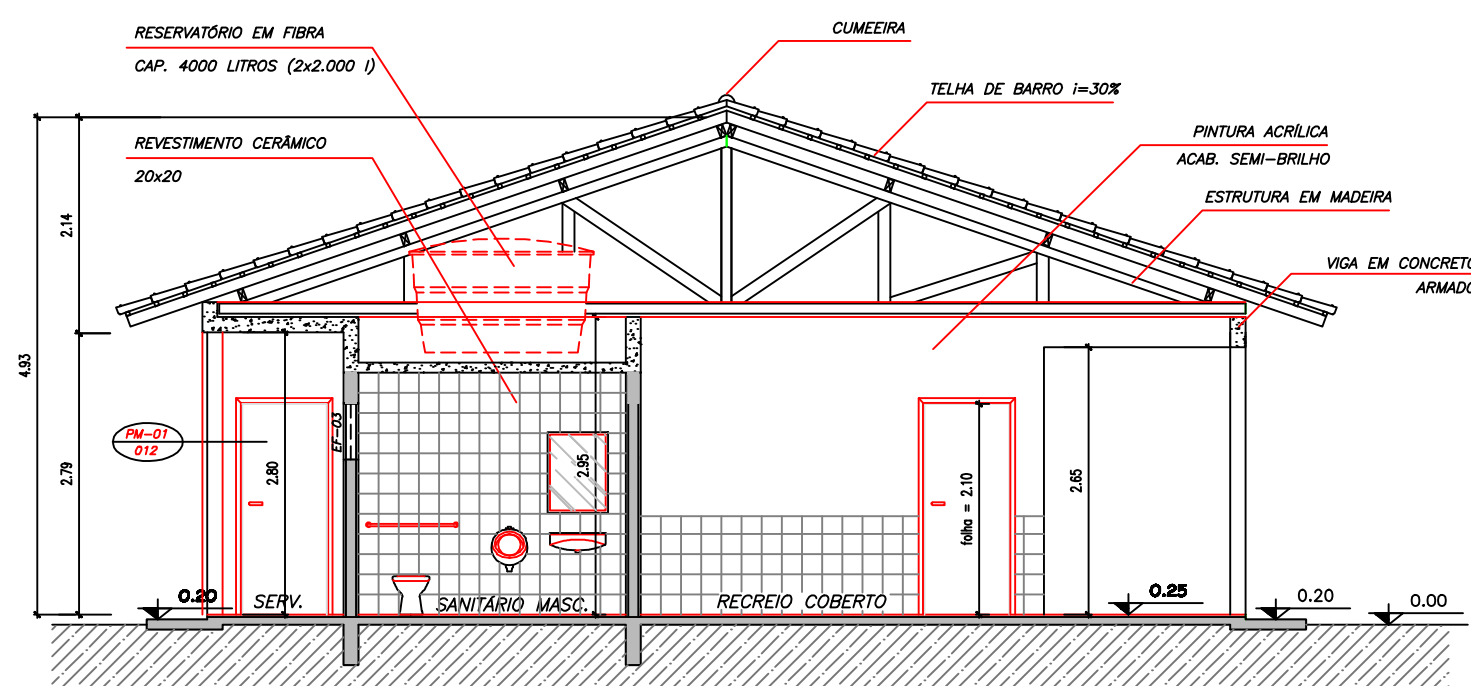 RESERVATÓRIO EM FIBRA
CAP. 4000 LITROS (2x2.000 l)
CUMEEIRA
TELHA DE BARRO i=30%
REVESTIMENTO CERÂMICO
20x20
PINTURA ACRÍLICA
ACAB. SEMI-BRILHO
ESTRUTURA EM MADEIRA
VIGA EM CONCRETO
ARMADO
2.14
4.93
2.79
PM-01
012
EF-03
2.80
2.95
folha = 2.10
2.65
0.20
SERV.
SANITÁRIO MASC.
RECREIO COBERTO
0.25
0.20
0.00